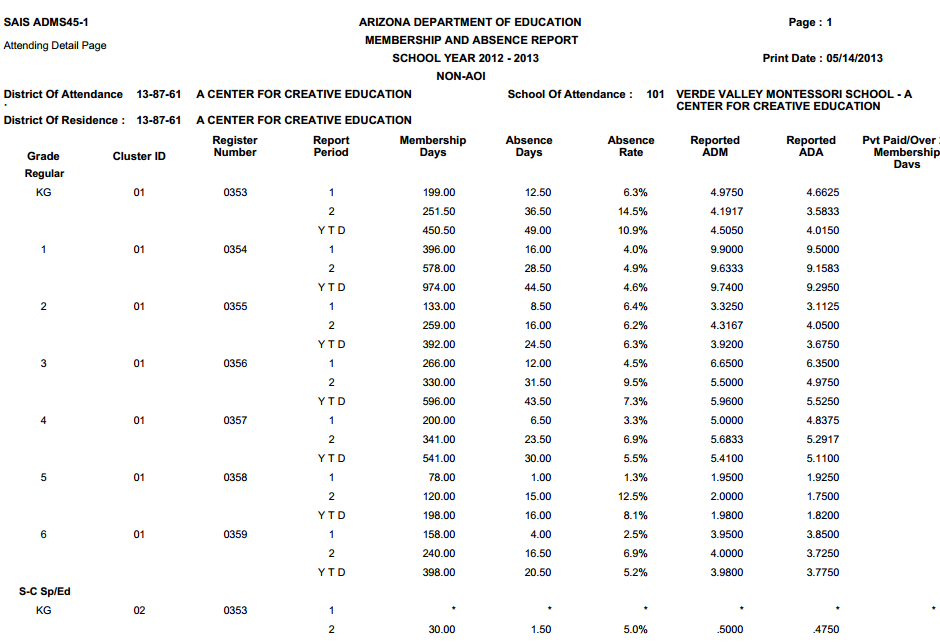 SAIS ADMS45-1 ARIZONA DEPARTMENT OF EDUCATION Page : 1
MEMBERSHIP AND ABSENCE REPORT
Attending Detail Page
SCHOOL YEAR 2012 - 2013 Print Date : 05/14/2013
NON-AOI
District Of Attendance : 13-87-61 A CENTER FOR CREATIVE EDUCATION School Of Attendance : 101 VERDE VALLEY MONTESSORI SCHOOL - A
CENTER FOR CREATIVE EDUCATION
District Of Residence : 13-87-61 A CENTER FOR CREATIVE EDUCATION
Register Report Membership Absence Absence Reported Reported Pvt Paid/Over
Grade Cluster ID Number Period Days Days Rate ADM ADA Membership
Days
Regular
KG 01 0353 1 199.00 12.50 6.3% 4.9750 4.6625
2 251.50 36.50 14.5% 4.1917 3.5833
Y T D 450.50 49.00 10.9% 4.5050 4.0150
1 01 0354 1 396.00 16.00 4.0% 9.9000 9.5000
2 578.00 28.50 4.9% 9.6333 9.1583
Y T D 974.00 44.50 4.6% 9.7400 9.2950
2 01 0355 1 133.00 8.50 6.4% 3.3250 3.1125
2 259.00 16.00 6.2% 4.3167 4.0500
Y T D 392.00 24.50 6.3% 3.9200 3.6750
3 01 0356 1 266.00 12.00 4.5% 6.6500 6.3500
2 330.00 31.50 9.5% 5.5000 4.9750
Y T D 596.00 43.50 7.3% 5.9600 5.5250
4 01 0357 1 200.00 6.50 3.3% 5.0000 4.8375
2 341.00 23.50 6.9% 5.6833 5.2917
Y T D 541.00 30.00 5.5% 5.4100 5.1100
5 01 0358 1 78.00 1.00 1.3% 1.9500 1.9250
2 120.00 15.00 12.5% 2.0000 1.7500
Y T D 198.00 16.00 8.1% 1.9800 1.8200
6 01 0359 1 158.00 4.00 2.5% 3.9500 3.8500
2 240.00 16.50 6.9% 4.0000 3.7250
Y T D 398.00 20.50 5.2% 3.9800 3.7750
S-C Sp/Ed
KG 02 0353 1 * * * * * *
2 30.00 1.50 5.0% .5000 .4750